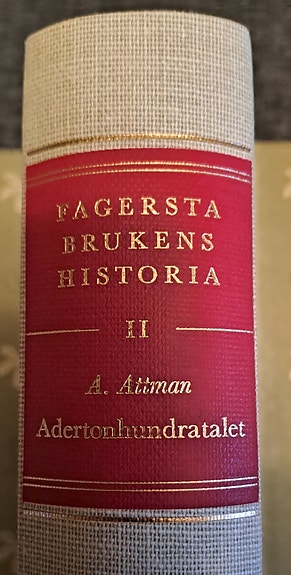 FAGERSTA
BRUKENS
HISTORIA
II
A. Attman
Adertonhundratalet